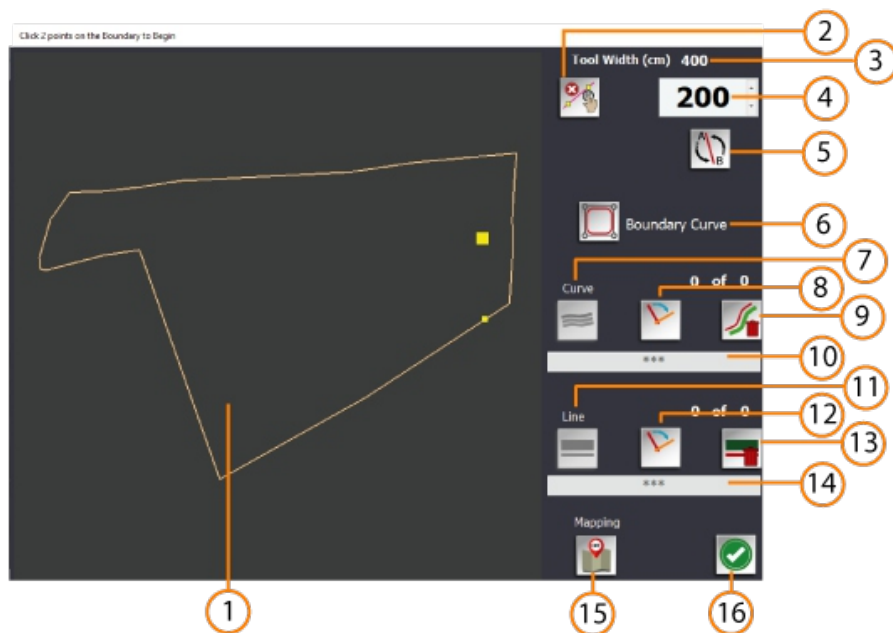 Click 2 points on the Boundary to Begin
2
Tool Width (cm) 400
3
200
4
A
B
5
Boundary Curve
6
7
0 of 0
Curve
8
9
***
10
11
0 of 0
Line
12
13
***
14
Mapping
1
15
16